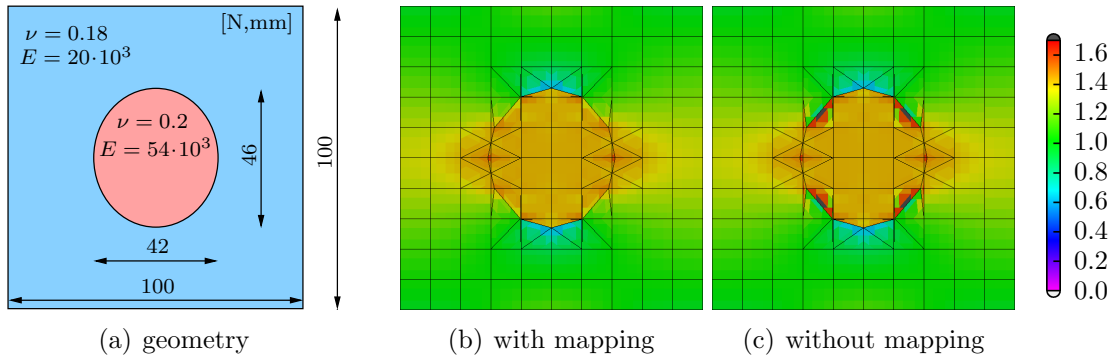 [N,mm]
ν = 0.18
E = 20·10³
ν = 0.2
E = 54·10³
46
100
42
100
1.6
1.4
1.2
1.0
0.8
0.6
0.4
0.2
0.0
(a) geometry
(b) with mapping
(c) without mapping